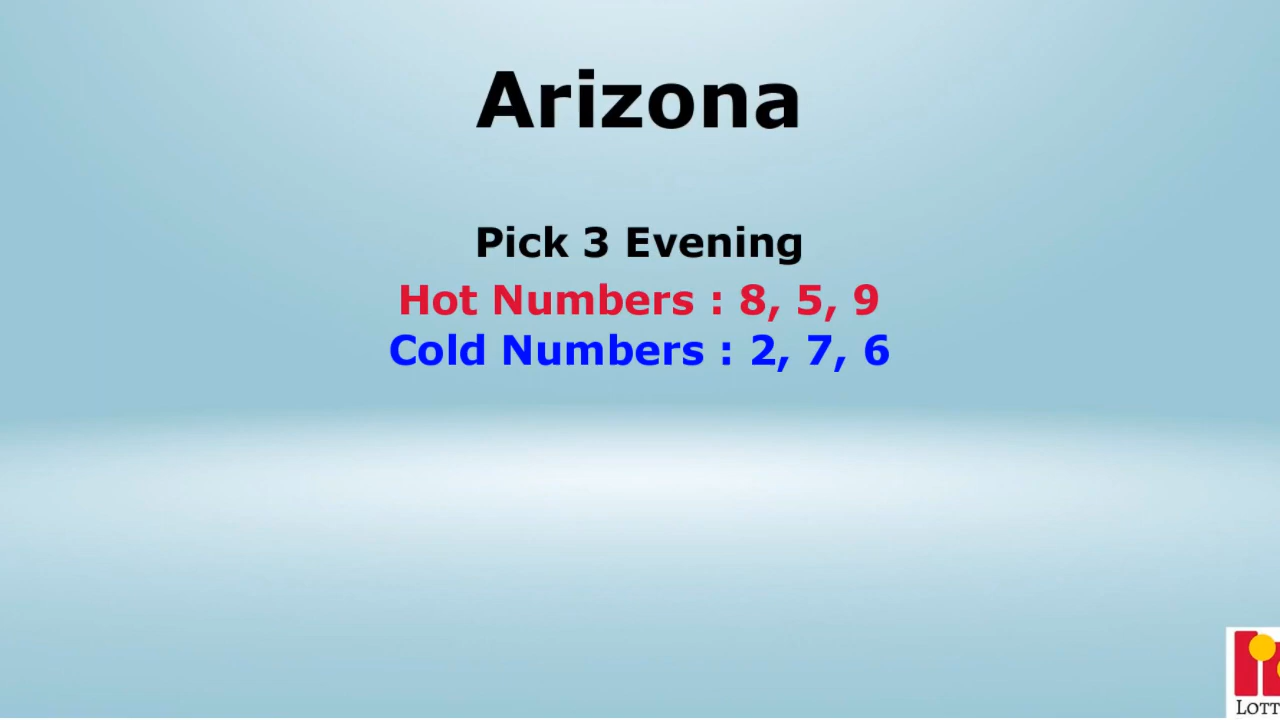 Arizona
Pick 3 Evening
Hot Numbers : 8, 5, 9
Cold Numbers : 2, 7, 6